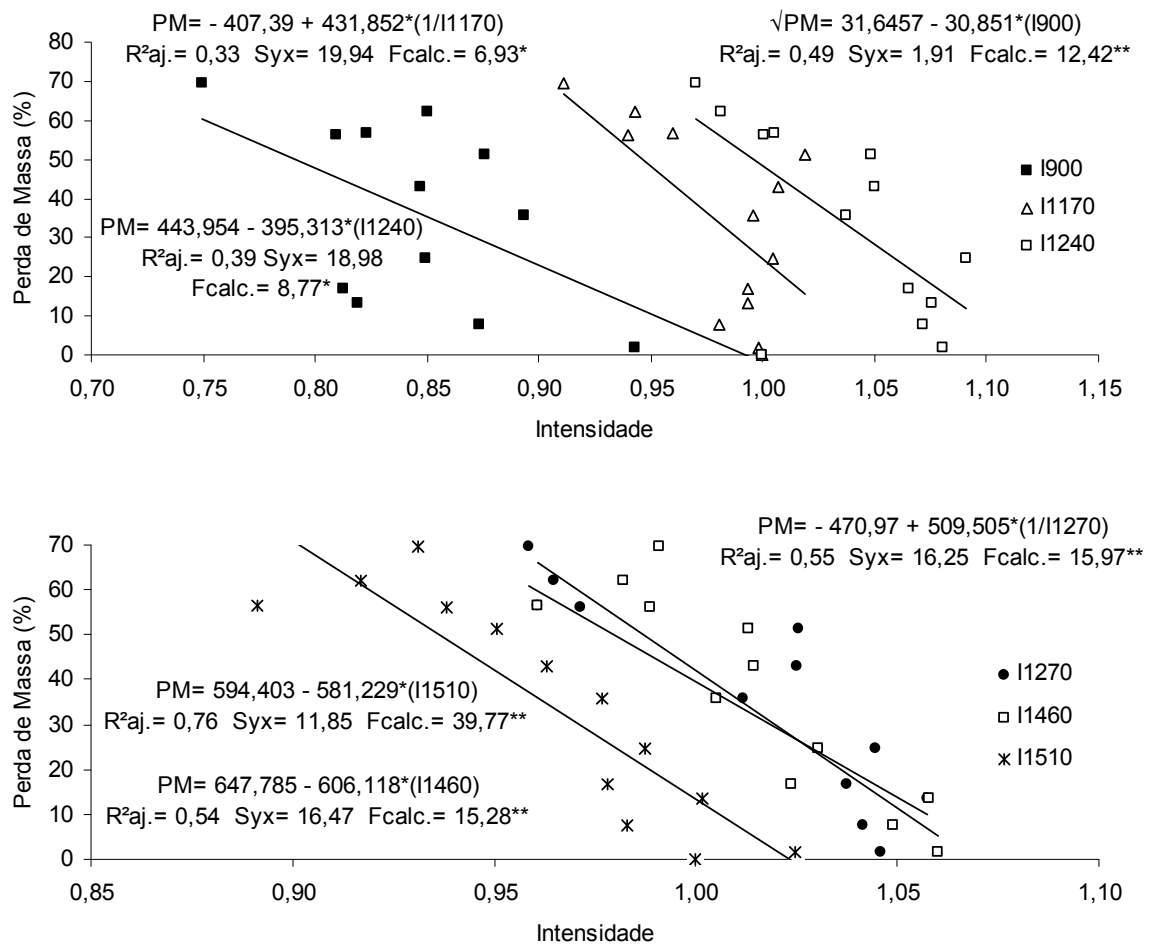 PM= - 407,39 + 431,852*(1/I1170)
R²aj.= 0,33 Syx= 19,94 Fcalc.= 6,93*
√PM= 31,6457 - 30,851*(I900)
R²aj.= 0,49 Syx= 1,91 Fcalc.= 12,42**
Perda de Massa (%)
80
70
60
50
40
30
20
10
0
PM= 443,954 - 395,313*(I1240)
R²aj.= 0,39 Syx= 18,98
Fcalc.= 8,77*
I900
I1170
I1240
0,70 0,75 0,80 0,85 0,90 0,95 1,00 1,05 1,10 1,15
Intensidade
PM= - 470,97 + 509,505*(1/I1270)
R²aj.= 0,55 Syx= 16,25 Fcalc.= 15,97**
Perda de Massa (%)
70
60
50
40
30
20
10
0
PM= 594,403 - 581,229*(I1510)
R²aj.= 0,76 Syx= 11,85 Fcalc.= 39,77**
PM= 647,785 - 606,118*(I1460)
R²aj.= 0,54 Syx= 16,47 Fcalc.= 15,28**
I1270
I1460
I1510
0,85 0,90 0,95 1,00 1,05 1,10
Intensidade